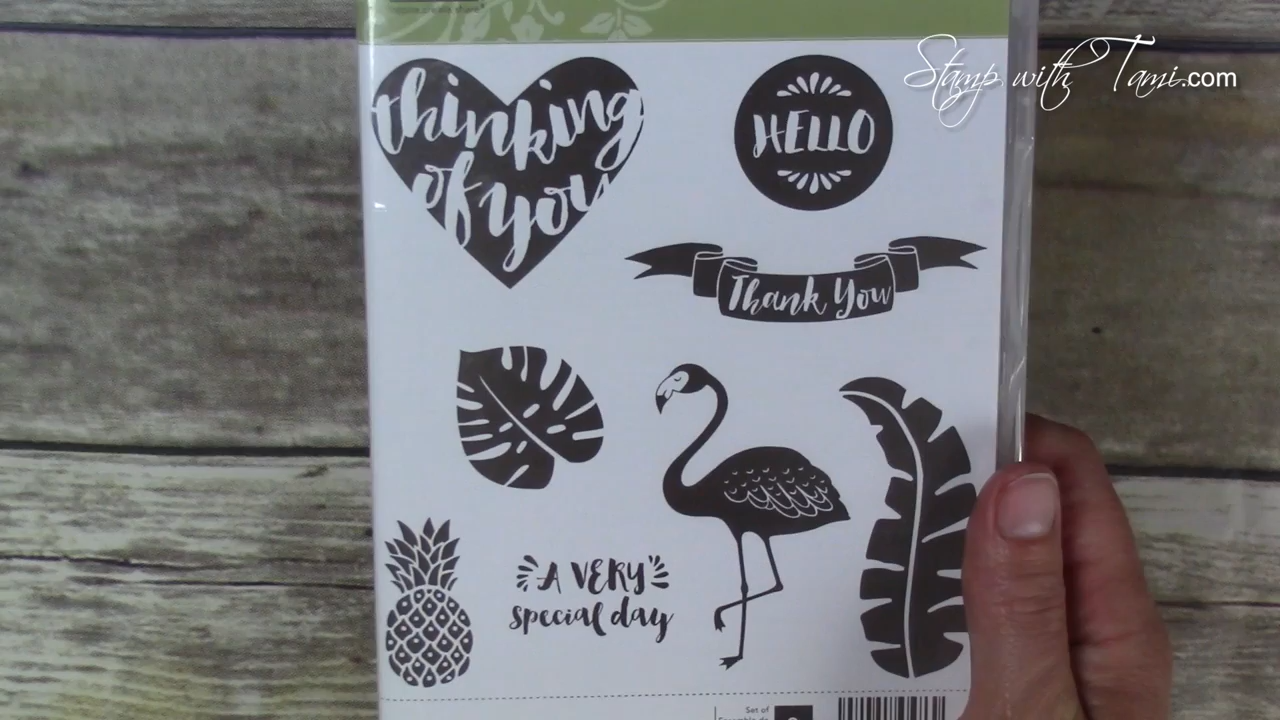 Stamp with Tami.com
thinking
of you
HELLO
Thank You
A VERY
special day
Set of